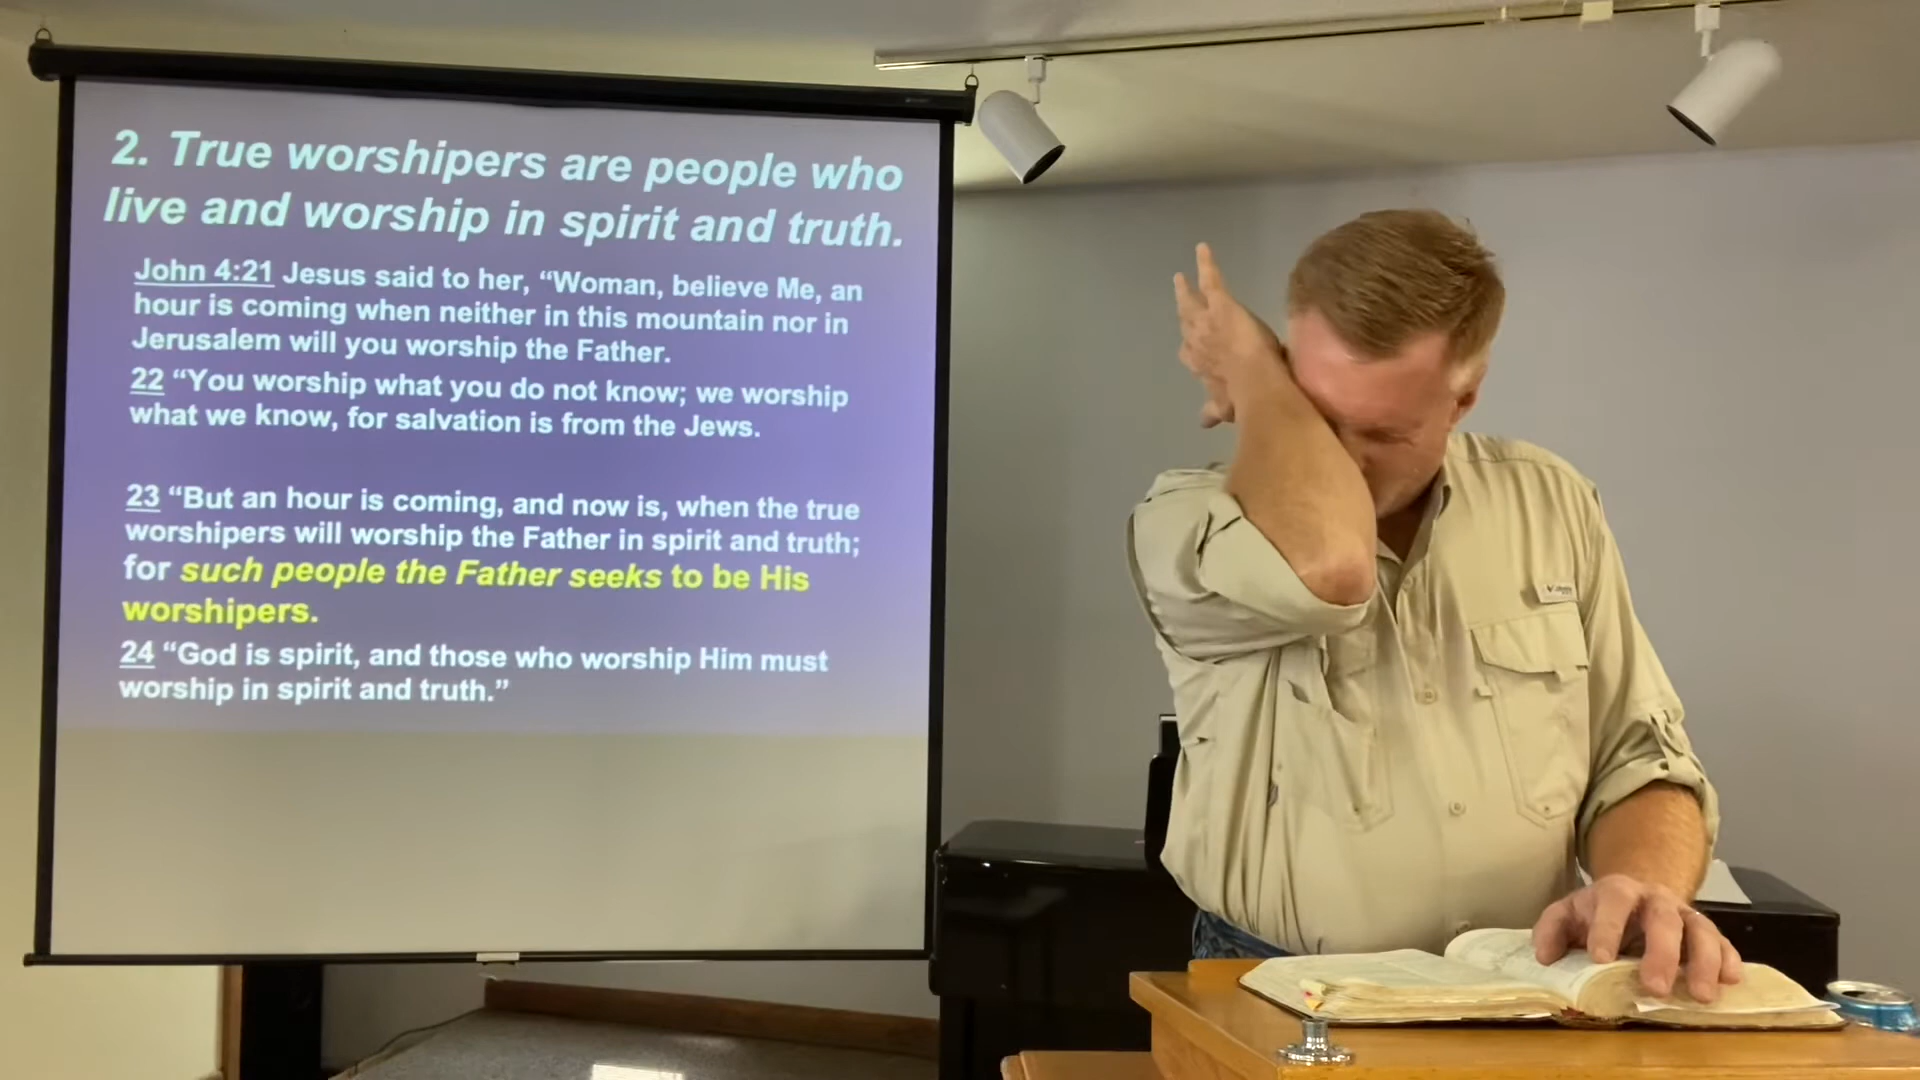 2. True worshipers are people who
live and worship in spirit and truth.
John 4:21 Jesus said to her, “Woman, believe Me, an
hour is coming when neither in this mountain nor in
Jerusalem will you worship the Father.
22 “You worship what you do not know; we worship
what we know, for salvation is from the Jews.
23 “But an hour is coming, and now is, when the true
worshipers will worship the Father in spirit and truth;
for such people the Father seeks to be His
worshipers.
24 “God is spirit, and those who worship Him must
worship in spirit and truth.”